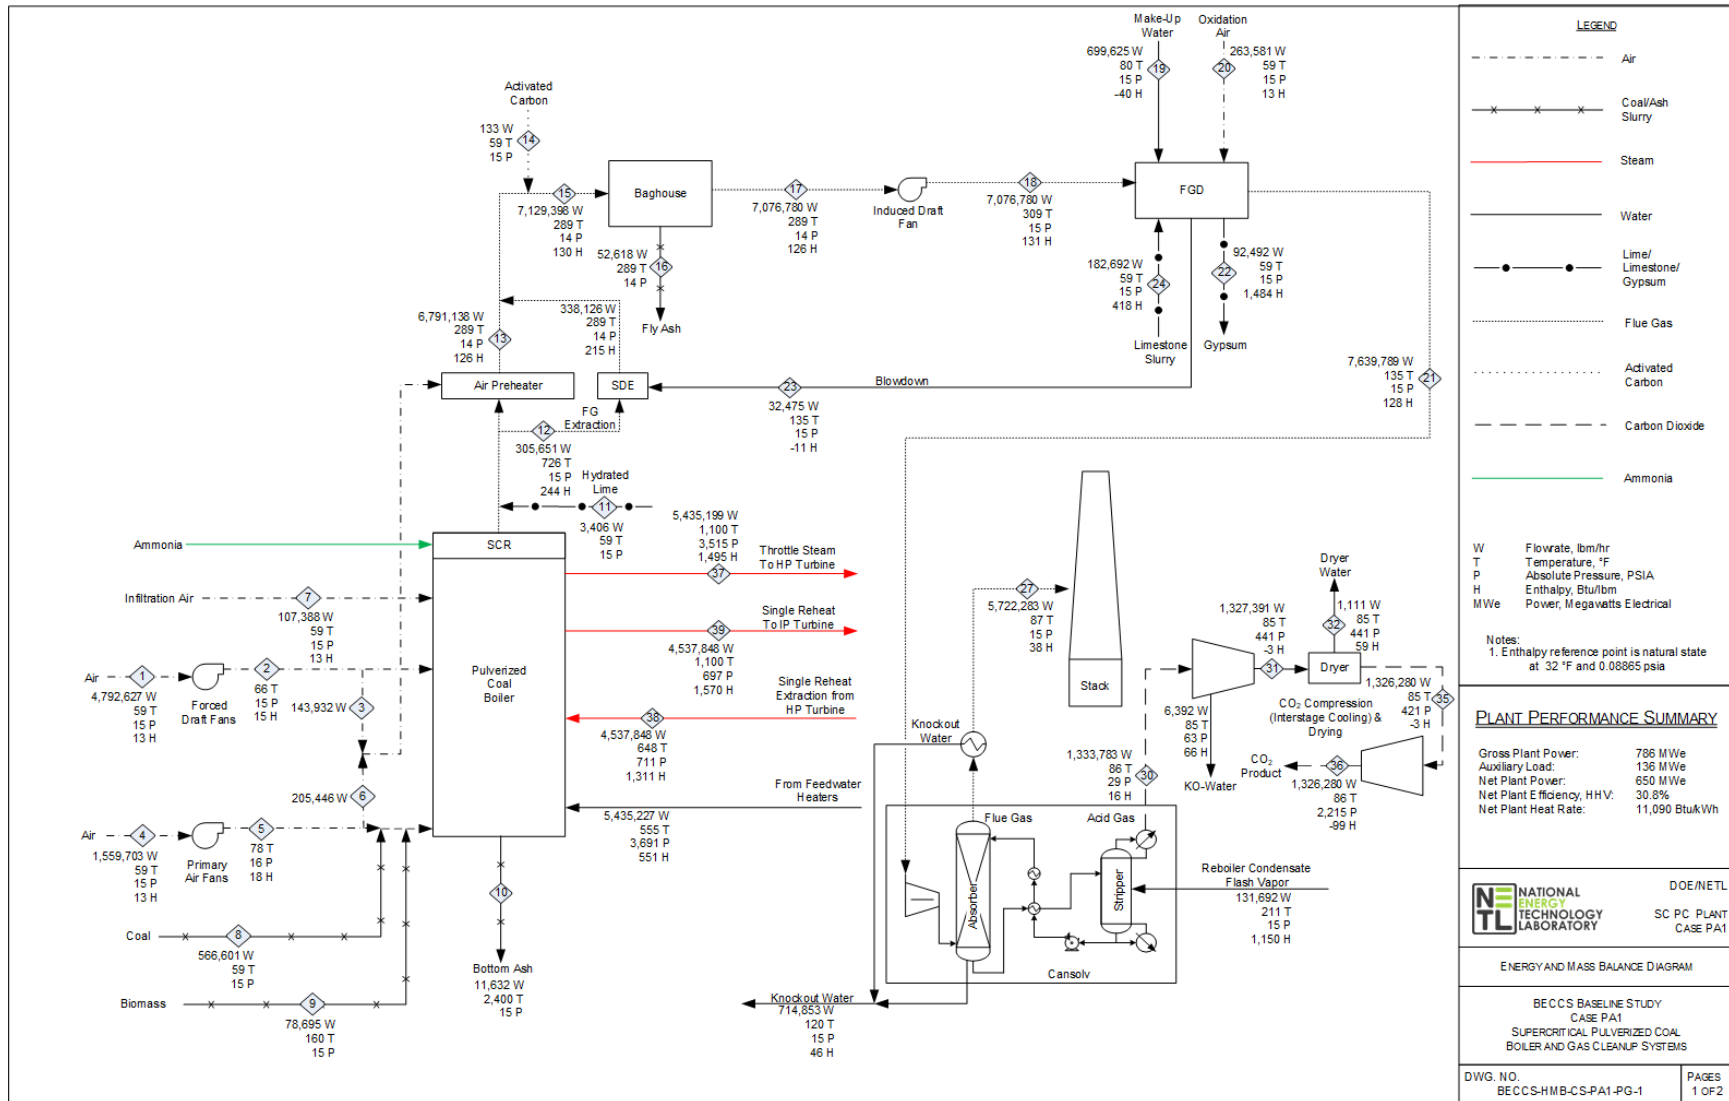 Make-Up
Water
699,625 W
80 T
15 P
-40 H
19
Oxidation
Air
263,581 W
59 T
15 P
13 H
20
Activated
Carbon
133 W
59 T
15 P
14
15
7,129,398 W
289 T
14 P
130 H
Baghouse
17
7,076,780 W
289 T
14 P
126 H
Induced Draft
Fan
18
7,076,780 W
309 T
15 P
131 H
FGD
52,618 W
289 T
14 P
16
Fly Ash
182,692 W
59 T
15 P
418 H
24
Limestone
Slurry
92,492 W
59 T
15 P
1,484 H
22
Gypsum
6,791,138 W
289 T
14 P
126 H
13
338,126 W
289 T
14 P
215 H
Air Preheater
SDE
Blowdown
23
32,475 W
135 T
15 P
-11 H
7,639,789 W
135 T
15 P
128 H
21
FG
Extraction
12
305,651 W
726 T
15 P
244 H
Hydrated
Lime
11
3,406 W
59 T
15 P
Ammonia
SCR
5,435,199 W
1,100 T
3,515 P
1,495 H
Throttle Steam
To HP Turbine
37
Infiltration Air
7
107,388 W
59 T
15 P
13 H
Single Reheat
To IP Turbine
39
4,537,848 W
1,100 T
697 P
1,570 H
Pulverized
Coal
Boiler
Air
1
4,792,627 W
59 T
15 P
13 H
Forced
Draft Fans
2
66 T
15 P
15 H
143,932 W
3
Single Reheat
Extraction from
HP Turbine
38
4,537,848 W
648 T
711 P
1,311 H
205,446 W
6
From Feedwater
Heaters
5,435,227 W
555 T
3,691 P
551 H
Air
4
1,559,703 W
59 T
15 P
13 H
Primary
Air Fans
5
78 T
16 P
18 H
Coal
8
566,601 W
59 T
15 P
Biomass
9
78,695 W
160 T
15 P
10
Bottom Ash
11,632 W
2,400 T
15 P
27
5,722,283 W
87 T
15 P
38 H
Stack
Knockout
Water
1,333,783 W
86 T
29 P
16 H
30
1,327,391 W
85 T
441 P
-3 H
31
6,392 W
85 T
63 P
66 H
KO-Water
Dryer
Water
1,111 W
85 T
441 P
59 H
32
Dryer
1,326,280 W
85 T
421 P
-3 H
35
CO₂ Compression
(Interstage Cooling) &
Drying
CO₂
Product
36
1,326,280 W
86 T
2,215 P
-99 H
Flue Gas
Acid Gas
Absorber
Stripper
Cansolv
Reboiler Condensate
Flash Vapor
131,692 W
211 T
15 P
1,150 H
Knockout Water
714,853 W
120 T
15 P
46 H
LEGEND
Air
Coal/Ash
Slurry
Steam
Water
Lime/
Limestone/
Gypsum
Flue Gas
Activated
Carbon
Carbon Dioxide
Ammonia
W Flowrate, lbm/hr
T Temperature, °F
P Absolute Pressure, PSIA
H Enthalpy, Btu/lbm
MWe Power, Megawatts Electrical
Notes:
1. Enthalpy reference point is natural state
at 32 °F and 0.08865 psia
PLANT PERFORMANCE SUMMARY
Gross Plant Power: 786 MWe
Auxiliary Load: 136 MWe
Net Plant Power: 650 MWe
Net Plant Efficiency, HHV: 30.8%
Net Plant Heat Rate: 11,090 Btu/kWh
NETL
NATIONAL
ENERGY
TECHNOLOGY
LABORATORY
DOE/NETL
SC PC PLANT
CASE PA1
ENERGY AND MASS BALANCE DIAGRAM
BECCS BASELINE STUDY
CASE PA1
SUPERCRITICAL PULVERIZED COAL
BOILER AND GAS CLEANUP SYSTEMS
DWG. NO.
BECCS-HMB-CS-PA1-PG-1
PAGES
1 OF 2